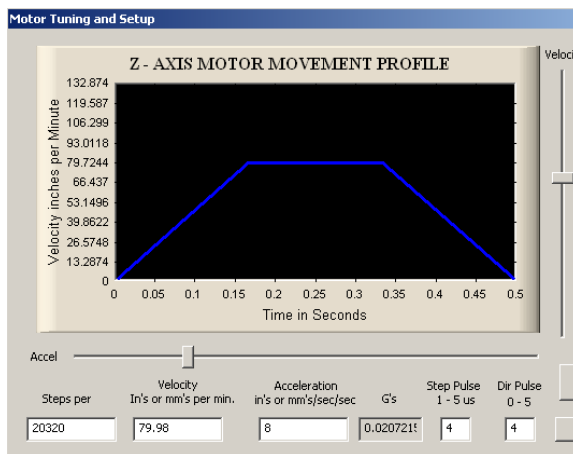 Motor Tuning and Setup
Z - AXIS MOTOR MOVEMENT PROFILE
Velocity inches per Minute
132.874
119.587
106.299
93.0118
79.7244
66.437
53.1496
39.8622
26.5748
13.2874
0
0 0.05 0.1 0.15 0.2 0.25 0.3 0.35 0.4 0.45 0.5
Time in Seconds
Accel
Steps per
Velocity
In's or mm's per min.
Acceleration
in's or mm's/sec/sec
G's
Step Pulse
1 - 5 us
Dir Pulse
0 - 5
20320 79.98 8 0.020721 4 4